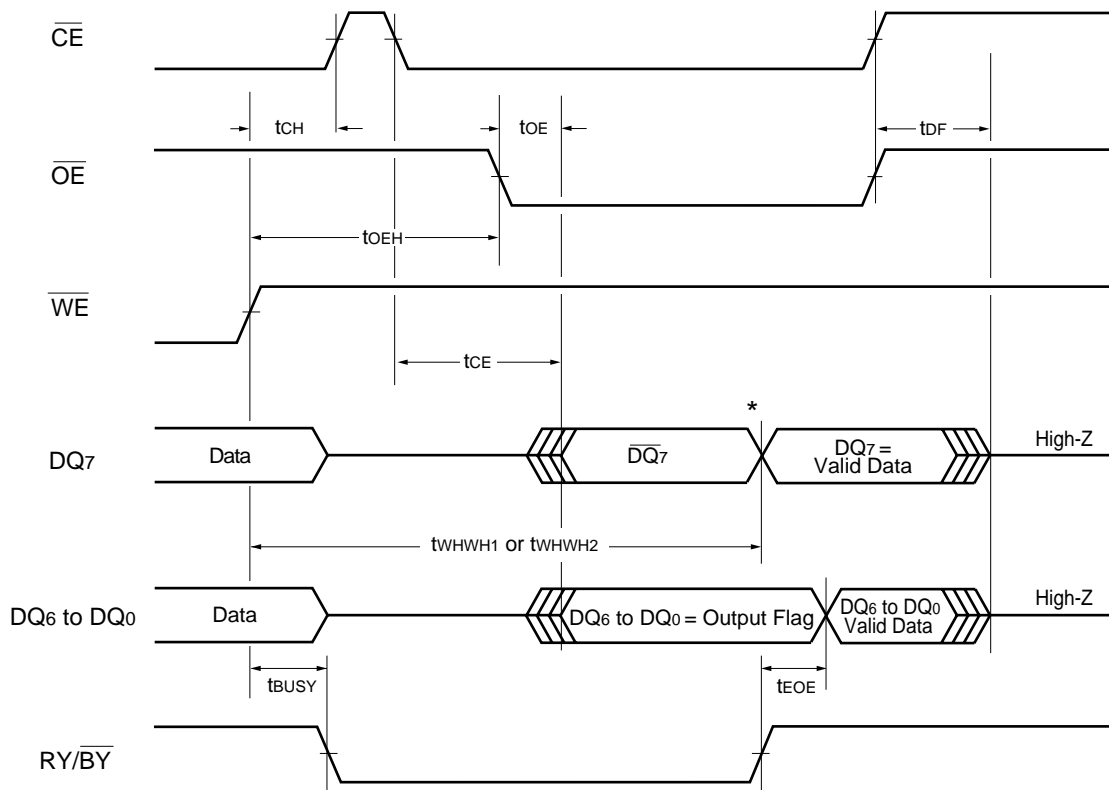 CE
tCH
tOE
tDF
OE
tOEH
WE
tCE
*
DQ7
Data
DQ7
DQ7 =
Valid Data
High-Z
tWHWH1 or tWHWH2
DQ6 to DQ0
Data
DQ6 to DQ0 = Output Flag
DQ6 to DQ0
Valid Data
High-Z
tBUSY
tEOE
RY/BY